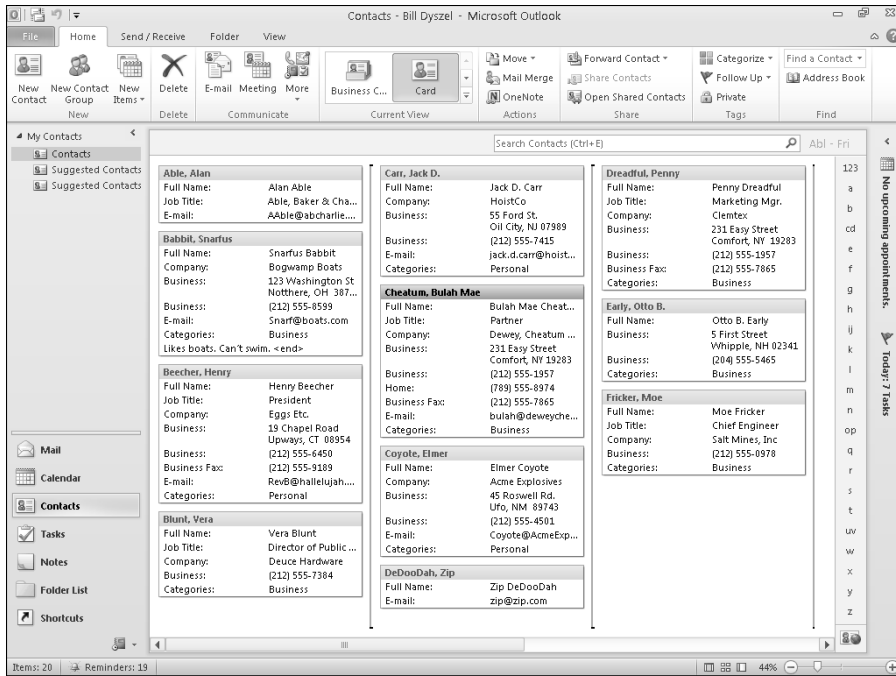 Contacts - Bill Dyszel - Microsoft Outlook
File Home Send / Receive Folder View
New Contact
New Contact Group
New Items
New
Delete
Delete
E-mail Meeting More
Communicate
Business C... Card
Current View
Move
Mail Merge
OneNote
Actions
Forward Contact
Share Contacts
Open Shared Contacts
Share
Categorize
Follow Up
Private
Tags
Find a Contact
Address Book
Find
My Contacts
Contacts
Suggested Contacts
Suggested Contacts
Mail
Calendar
Contacts
Tasks
Notes
Folder List
Shortcuts
Search Contacts (Ctrl+E)
Abl - Fri
Able, Alan
Full Name: Alan Able
Job Title: Able, Baker & Cha...
E-mail: AAble@abcharlie....
Babbit, Snarfus
Full Name: Snarfus Babbit
Company: Bogwamp Boats
Business: 123 Washington St
Notthere, OH 387...
Business: (212) 555-8599
E-mail: Snarf@boats.com
Categories: Business
Likes boats. Can't swim. <end>
Beecher, Henry
Full Name: Henry Beecher
Job Title: President
Company: Eggs Etc.
Business: 19 Chapel Road
Upways, CT 08954
Business: (212) 555-6450
Business Fax: (212) 555-9189
E-mail: RevB@hallelujah....
Categories: Personal
Blunt, Vera
Full Name: Vera Blunt
Job Title: Director of Public ...
Company: Deuce Hardware
Business: (212) 555-7384
Categories: Business
Carr, Jack D.
Full Name: Jack D. Carr
Company: HoistCo
Business: 55 Ford St.
Oil City, NJ 07989
Business: (212) 555-7415
E-mail: jack.d.carr@hoist...
Categories: Personal
Cheatum, Bulah Mae
Full Name: Bulah Mae Cheat...
Job Title: Partner
Company: Dewey, Cheatum ...
Business: 231 Easy Street
Comfort, NY 19283
Business: (212) 555-1957
Home: (789) 555-8974
Business Fax: (212) 555-7865
E-mail: bulah@deweyche...
Categories: Business
Coyote, Elmer
Full Name: Elmer Coyote
Company: Acme Explosives
Business: 45 Roswell Rd.
Ufo, NM 89743
Business: (212) 555-4501
E-mail: Coyote@AcmeExp...
Categories: Personal
DeDooDah, Zip
Full Name: Zip DeDooDah
E-mail: zip@zip.com
Dreadful, Penny
Full Name: Penny Dreadful
Job Title: Marketing Mgr.
Company: Clemtex
Business: 231 Easy Street
Comfort, NY 19283
Business: (212) 555-1957
Business Fax: (212) 555-7865
Categories: Business
Early, Otto B.
Full Name: Otto B. Early
Business: 5 First Street
Whipple, NH 02341
Business: (204) 555-5465
Categories: Business
Fricker, Moe
Full Name: Moe Fricker
Job Title: Chief Engineer
Company: Salt Mines, Inc
Business: (212) 555-0978
Categories: Business
123
a
b
cd
e
f
g
h
ij
k
l
m
n
op
q
r
s
t
uv
w
x
y
z
No upcoming appointments.
Today: 7 Tasks
Items: 20 Reminders: 19
44%